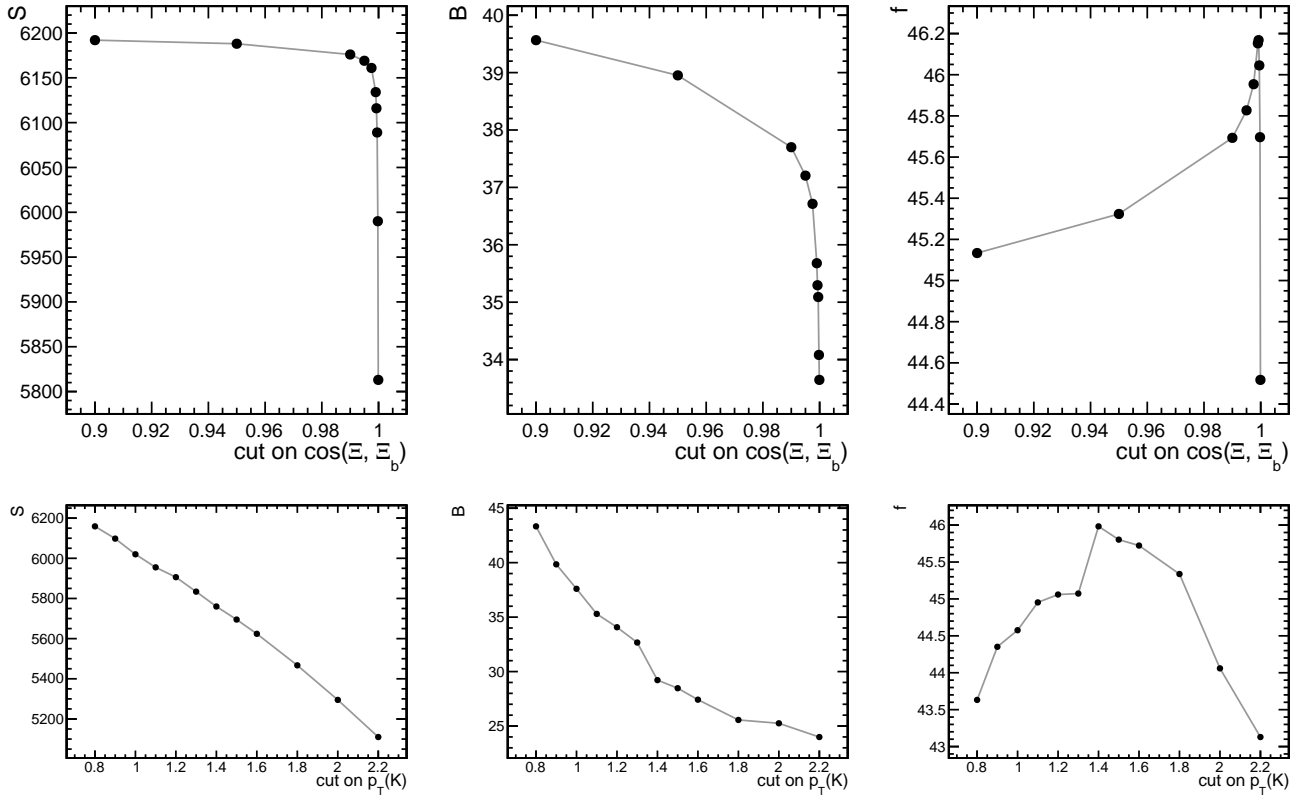 S
6200
6150
6100
6050
6000
5950
5900
5850
5800
0.9 0.92 0.94 0.96 0.98 1
cut on cos(Ξ, Ξ_b)
B
40
39
38
37
36
35
34
0.9 0.92 0.94 0.96 0.98 1
cut on cos(Ξ, Ξ_b)
f
46.2
46
45.8
45.6
45.4
45.2
45
44.8
44.6
44.4
0.9 0.92 0.94 0.96 0.98 1
cut on cos(Ξ, Ξ_b)
S
6200
6000
5800
5600
5400
5200
0.8 1 1.2 1.4 1.6 1.8 2 2.2
cut on p_T(K)
B
45
40
35
30
25
0.8 1 1.2 1.4 1.6 1.8 2 2.2
cut on p_T(K)
f
46
45.5
45
44.5
44
43.5
43
0.8 1 1.2 1.4 1.6 1.8 2 2.2
cut on p_T(K)